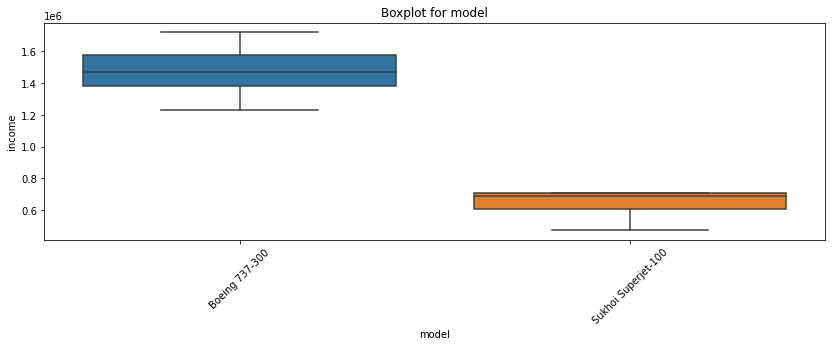 Boxplot for model
1e6
1.6
1.4
1.2
1.0
0.8
0.6
income
Boeing 737-300
Sukhoi Superjet-100
model